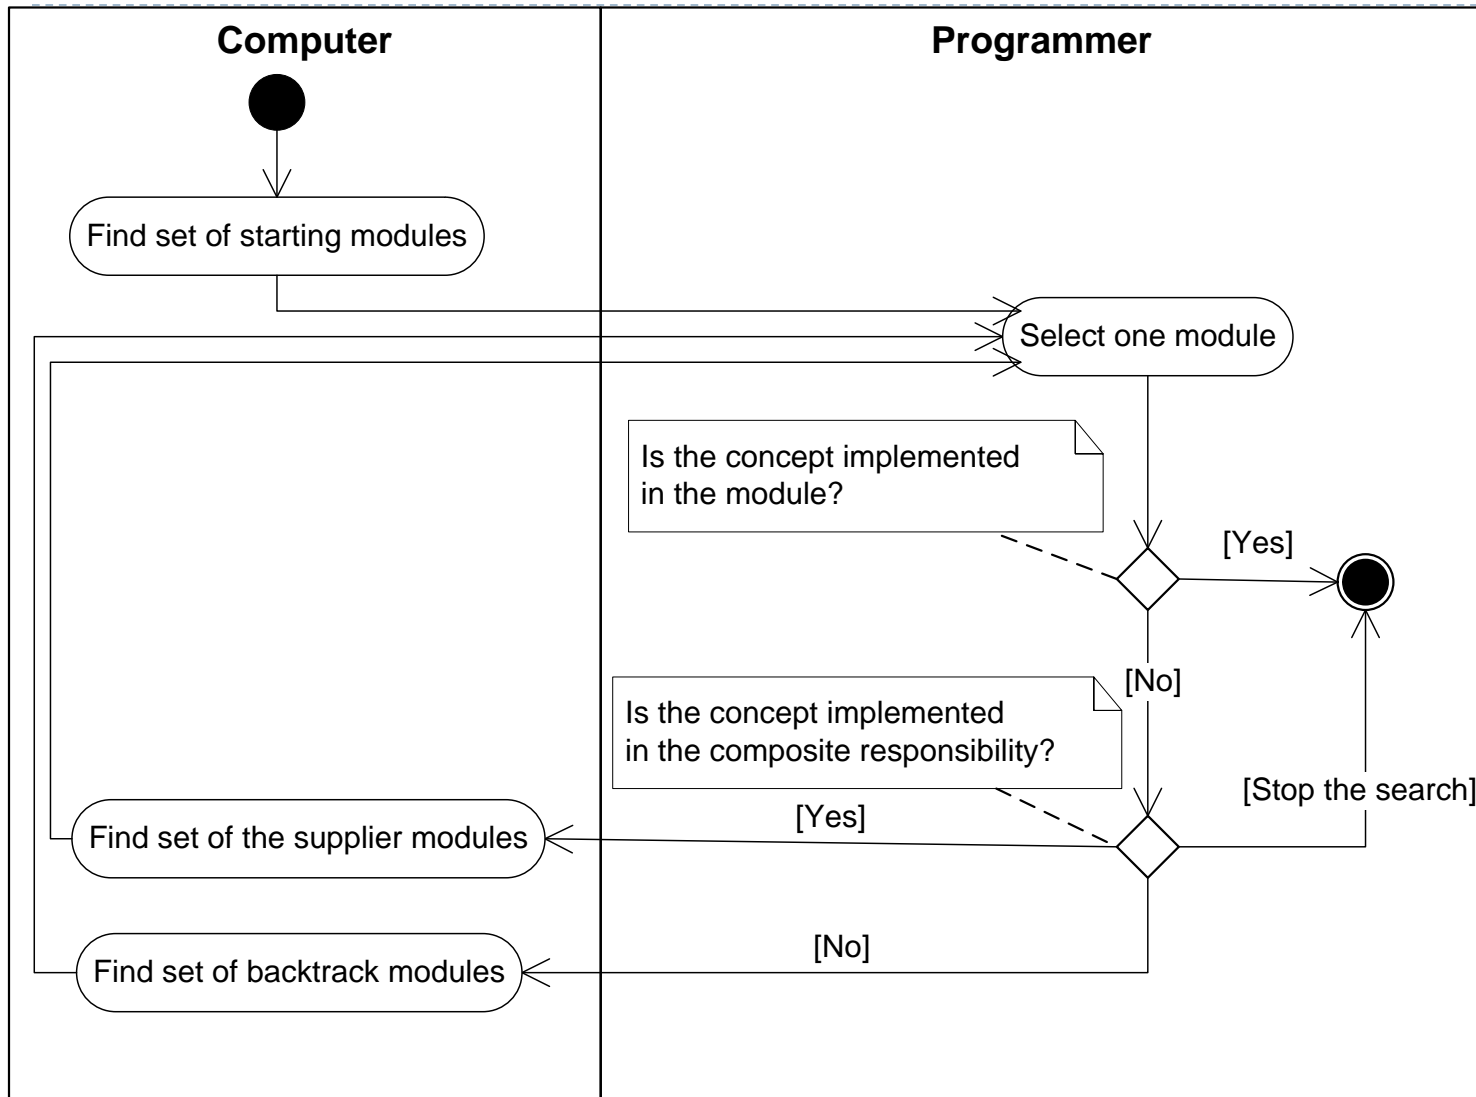 Computer
Programmer
Find set of starting modules
Select one module
Is the concept implemented
in the module?
[Yes]
[No]
Is the concept implemented
in the composite responsibility?
[Stop the search]
[Yes]
Find set of the supplier modules
[No]
Find set of backtrack modules